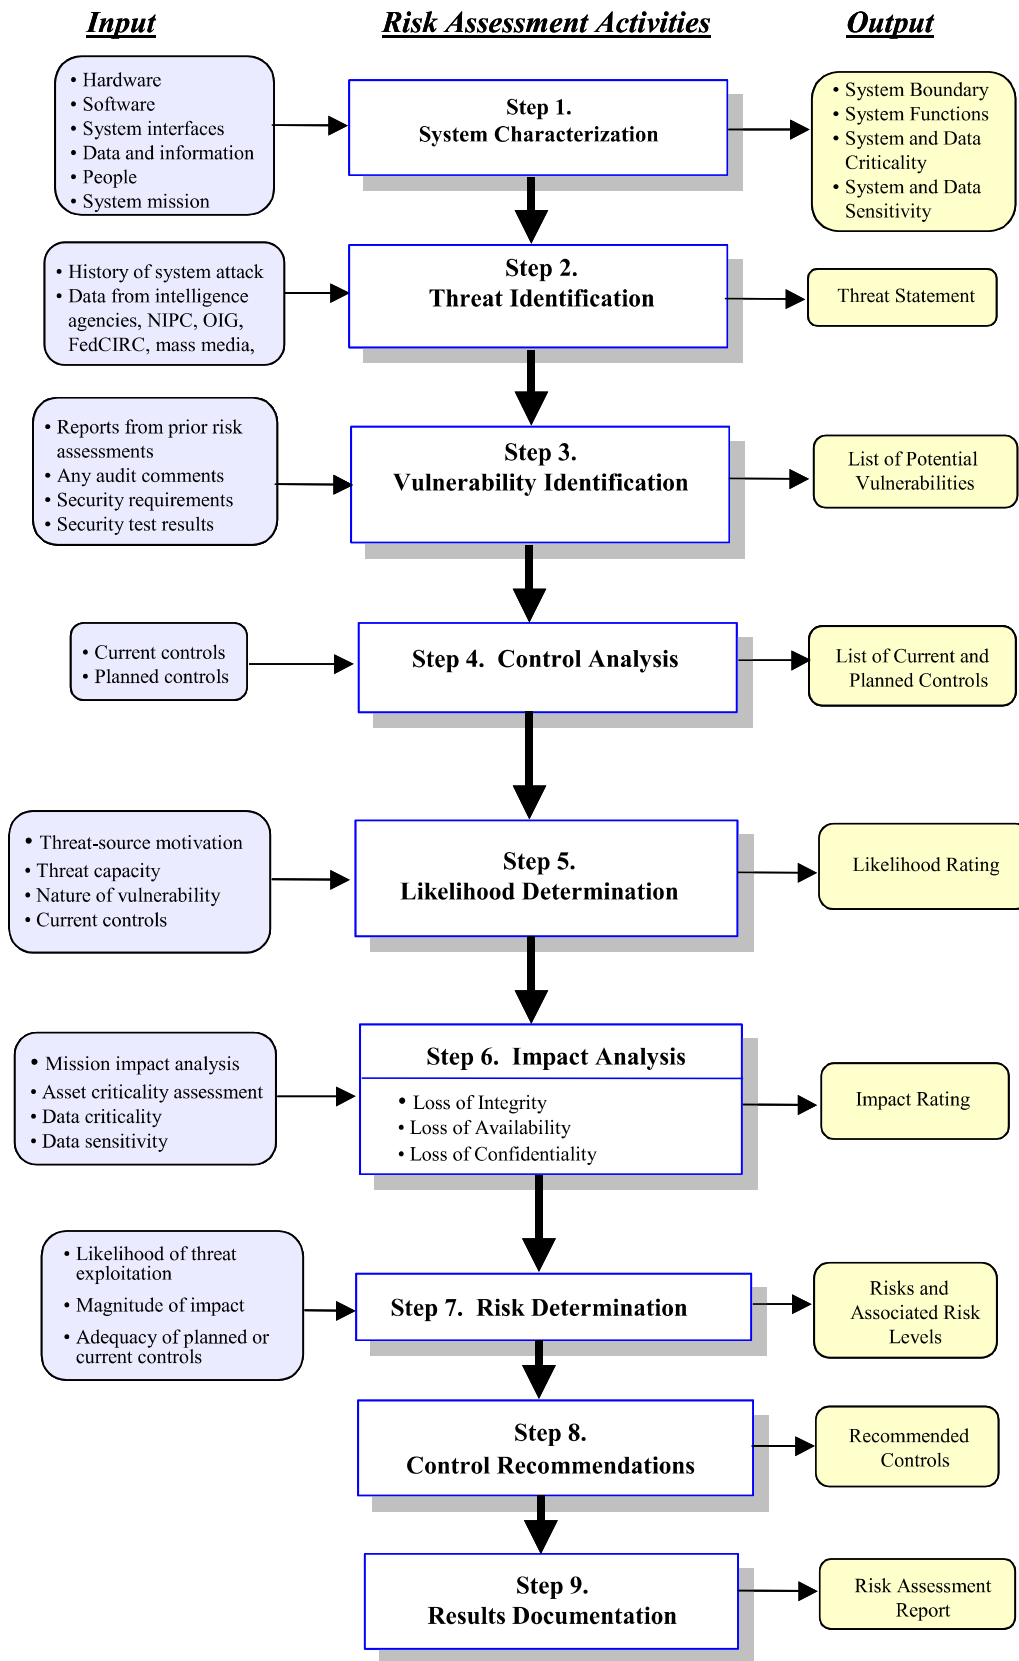 Input
Risk Assessment Activities
Output
• Hardware
• Software
• System interfaces
• Data and information
• People
• System mission
Step 1.
System Characterization
• System Boundary
• System Functions
• System and Data
Criticality
• System and Data
Sensitivity
• History of system attack
• Data from intelligence
agencies, NIPC, OIG,
FedCIRC, mass media,
Step 2.
Threat Identification
Threat Statement
• Reports from prior risk
assessments
• Any audit comments
• Security requirements
• Security test results
Step 3.
Vulnerability Identification
List of Potential
Vulnerabilities
• Current controls
• Planned controls
Step 4. Control Analysis
List of Current and
Planned Controls
• Threat-source motivation
• Threat capacity
• Nature of vulnerability
• Current controls
Step 5.
Likelihood Determination
Likelihood Rating
• Mission impact analysis
• Asset criticality assessment
• Data criticality
• Data sensitivity
Step 6. Impact Analysis
• Loss of Integrity
• Loss of Availability
• Loss of Confidentiality
Impact Rating
• Likelihood of threat
exploitation
• Magnitude of impact
• Adequacy of planned or
current controls
Step 7. Risk Determination
Risks and
Associated Risk
Levels
Step 8.
Control Recommendations
Recommended
Controls
Step 9.
Results Documentation
Risk Assessment
Report